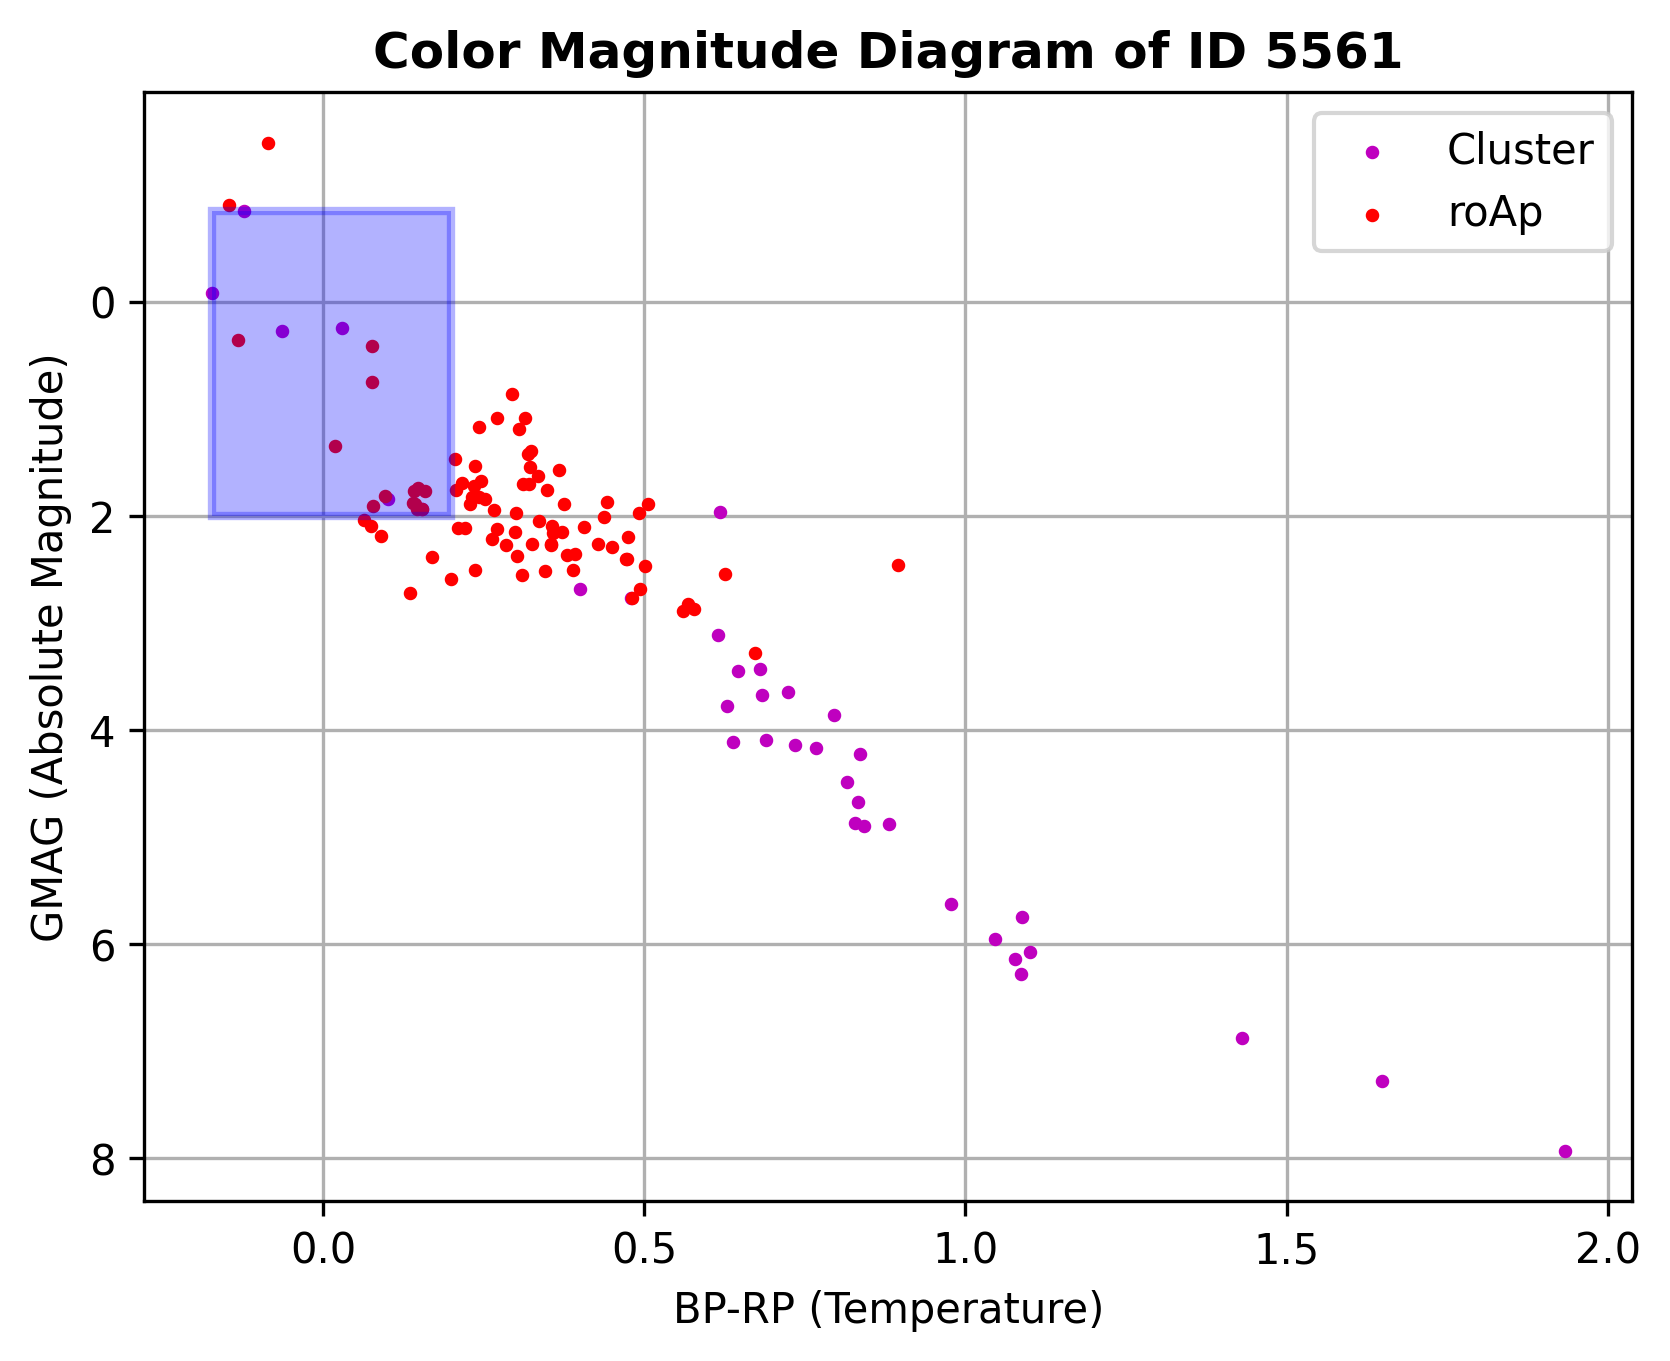 Color Magnitude Diagram of ID 5561
Cluster
roAp
GMAG (Absolute Magnitude)
0
2
4
6
8
0.0 0.5 1.0 1.5 2.0
BP-RP (Temperature)